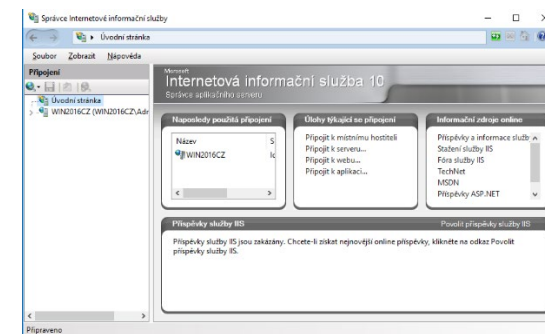 Správce Internetové informační služby
Úvodní stránka
Soubor Zobrazit Nápověda
Připojení
Úvodní stránka
WIN2016CZ (WIN2016CZ\Adr
Microsoft
Internetová informační služba 10
Správce aplikačního serveru
Naposledy použitá připojení
Název S
WIN2016CZ lc
Úlohy týkající se připojení
Připojit k místnímu hostiteli
Připojit k serveru...
Připojit k webu...
Připojit k aplikaci...
Informační zdroje online
Příspěvky a informace služb
Stažení služby IIS
Fóra služby IIS
TechNet
MSDN
Příspěvky ASP.NET
Příspěvky služby IIS Povolit příspěvky služby IIS
Příspěvky služby IIS jsou zakázány. Chcete-li získat nejnovější online příspěvky, klikněte na odkaz Povolit
příspěvky služby IIS.
Připraveno